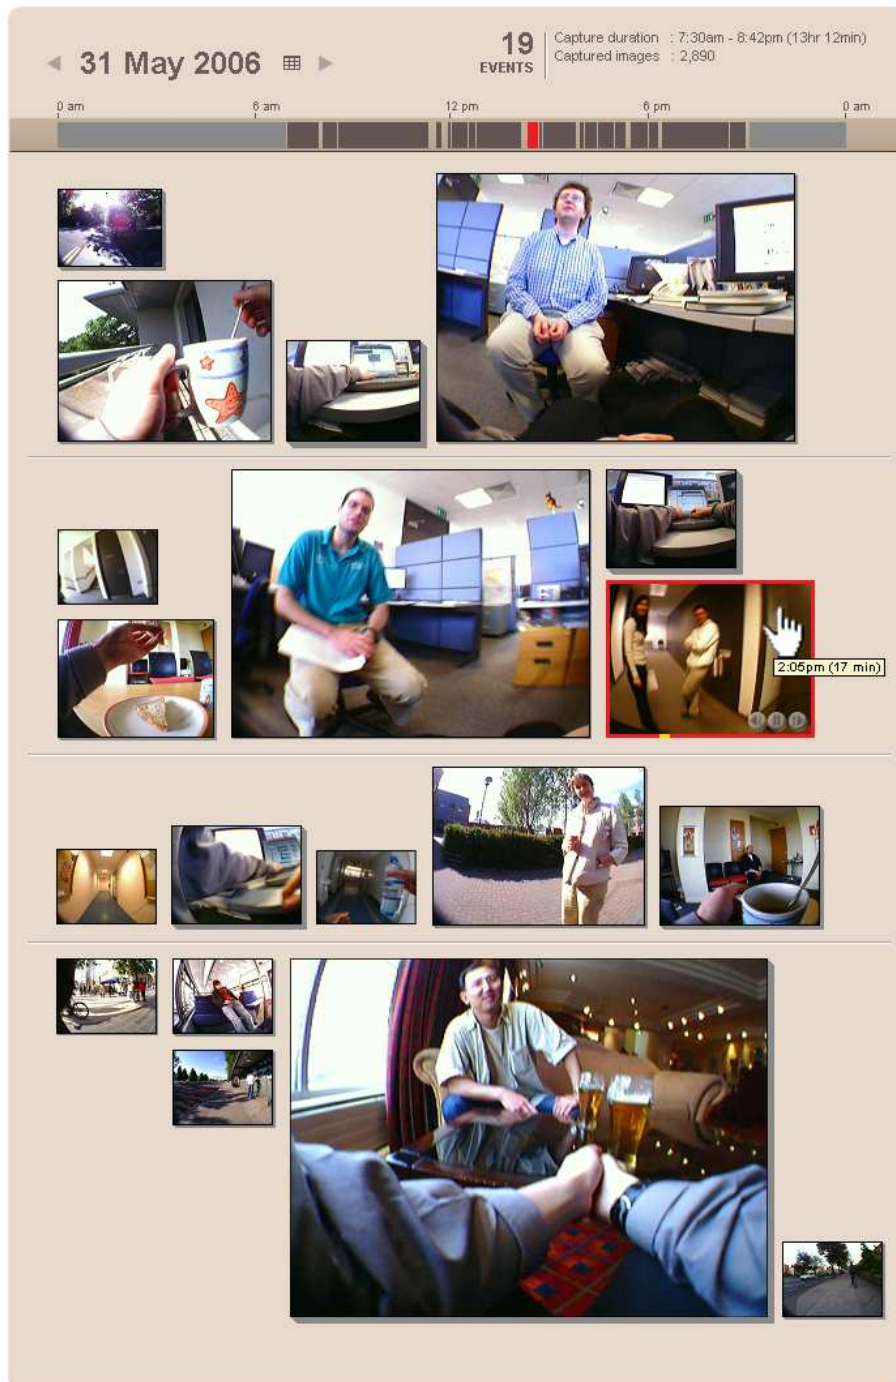 31 May 2006
19
EVENTS
Capture duration : 7:30am - 8:42pm (13hr 12min)
Captured images : 2,890
0 am
6 am
12 pm
6 pm
0 am
2:05pm (17 min)